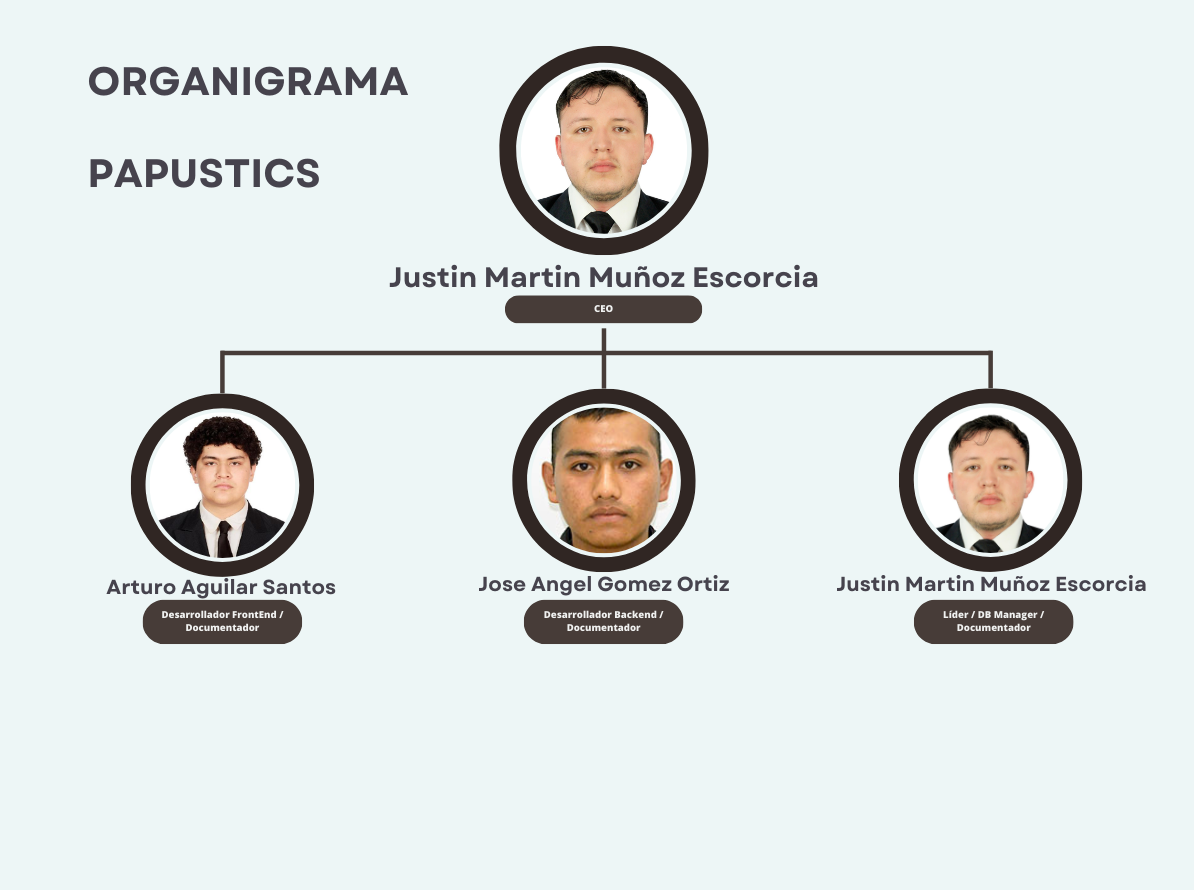 ORGANIGRAMA
PAPUSTICS
Justin Martin Muñoz Escorcia
CEO
Arturo Aguilar Santos
Desarrollador FrontEnd /
Documentador
Jose Angel Gomez Ortiz
Desarrollador Backend /
Documentador
Justin Martin Muñoz Escorcia
Líder / DB Manager /
Documentador